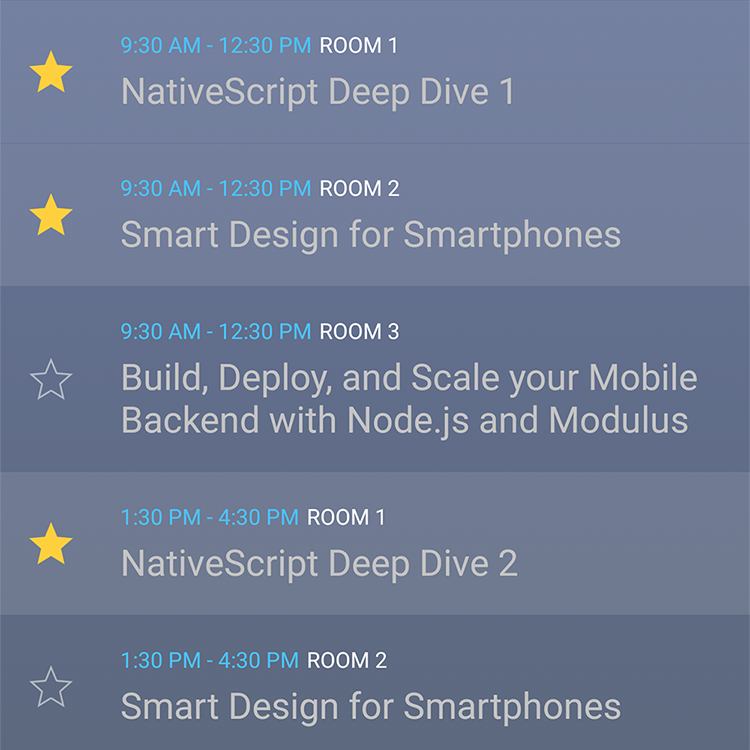 9:30 AM - 12:30 PM ROOM 1
NativeScript Deep Dive 1
9:30 AM - 12:30 PM ROOM 2
Smart Design for Smartphones
9:30 AM - 12:30 PM ROOM 3
Build, Deploy, and Scale your Mobile
Backend with Node.js and Modulus
1:30 PM - 4:30 PM ROOM 1
NativeScript Deep Dive 2
1:30 PM - 4:30 PM ROOM 2
Smart Design for Smartphones